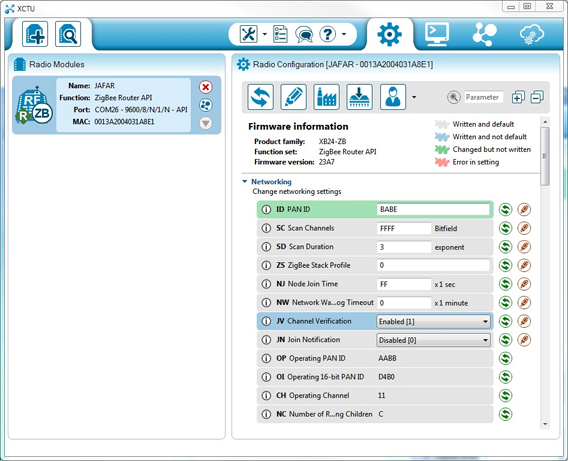 XCTU
Radio Modules
Name: JAFAR
Function: ZigBee Router API
Port: COM26 - 9600/8/N/1/N - API
MAC: 0013A2004031A8E1
RF
R ZB
Radio Configuration [JAFAR - 0013A2004031A8E1]
Parameter
Firmware information
Product family: XB24-ZB
Function set: ZigBee Router API
Firmware version: 23A7
Written and default
Written and not default
Changed but not written
Error in setting
Networking
Change networking settings
ID PAN ID BABE
SC Scan Channels FFFF Bitfield
SD Scan Duration 3 exponent
ZS ZigBee Stack Profile 0
NJ Node Join Time FF x 1 sec
NW Network Wa...og Timeout 0 x 1 minute
JV Channel Verification Enabled [1]
JN Join Notification Disabled [0]
OP Operating PAN ID AABB
OI Operating 16-bit PAN ID D4B0
CH Operating Channel 11
NC Number of R...ng Children C